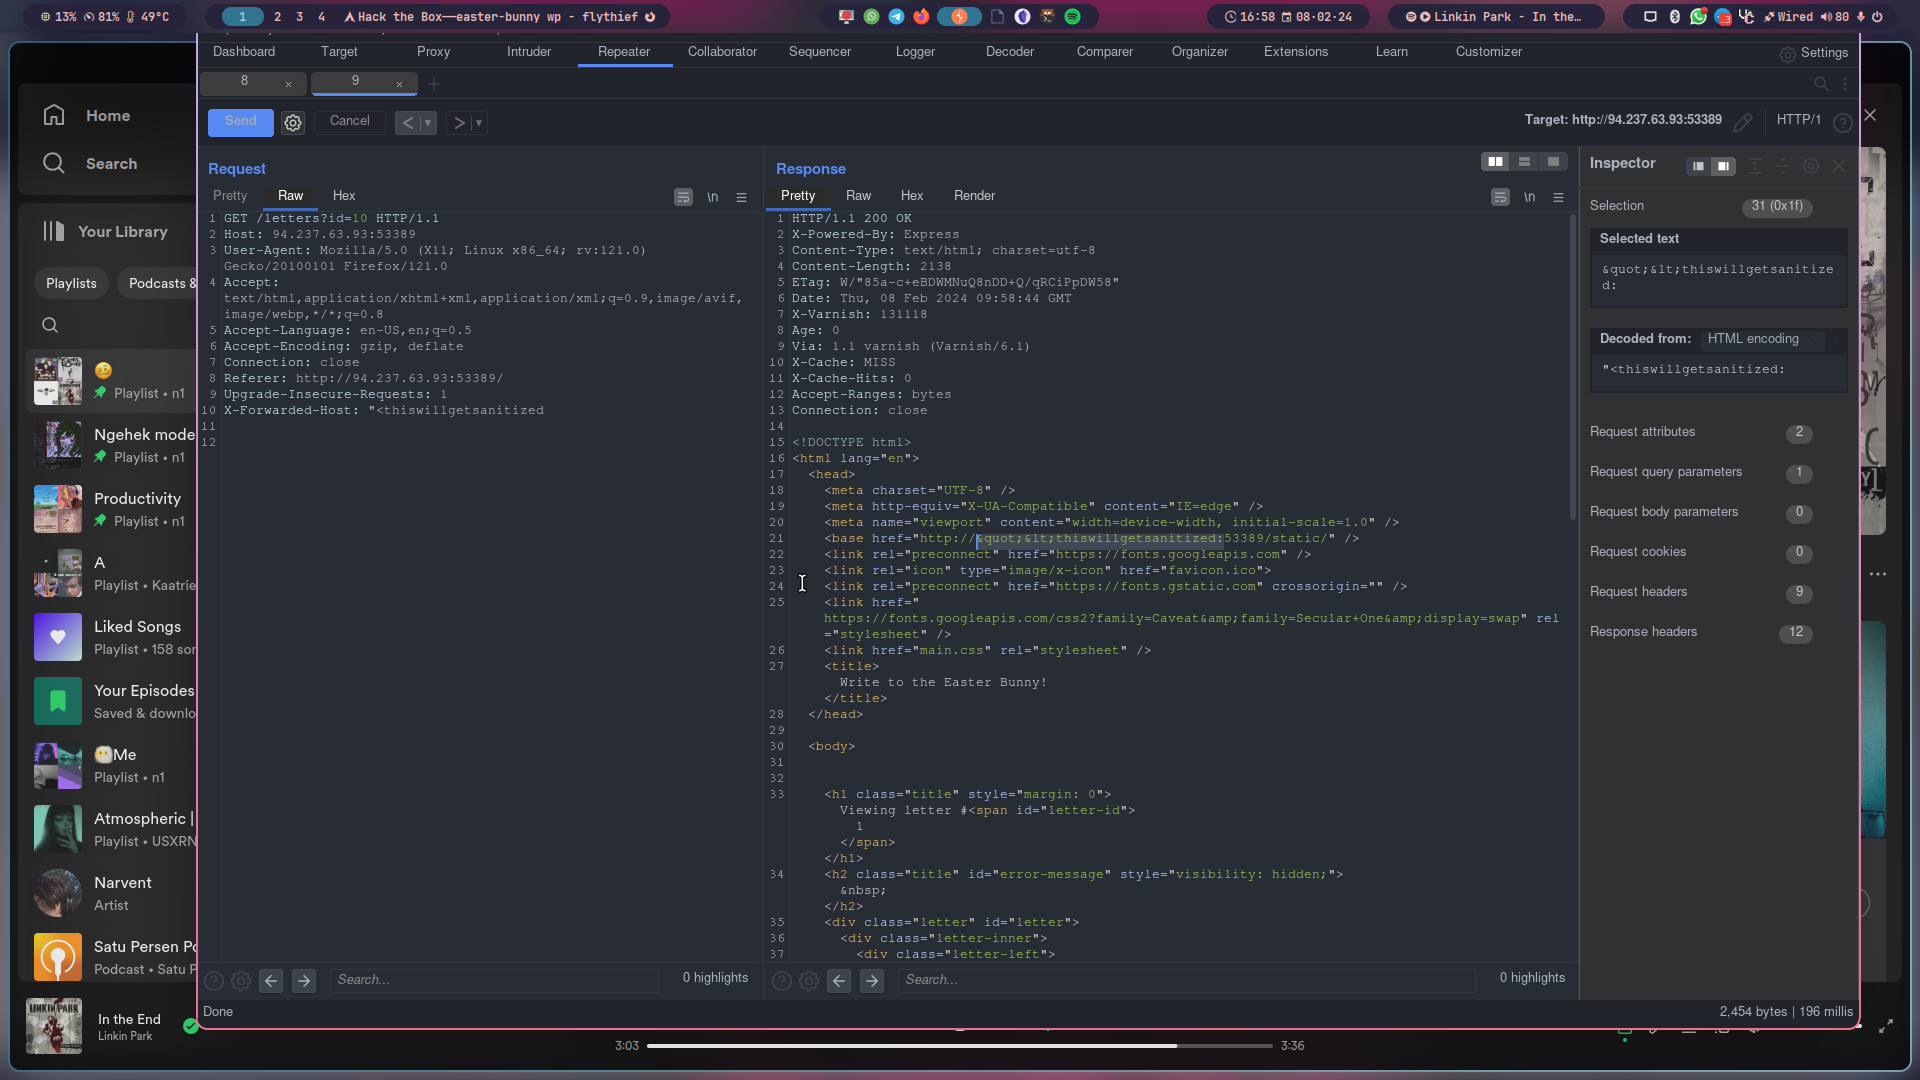 13% 81% 49°C
1 2 3 4 Hack the Box—easter-bunny wp - flythief
16:58 08-02-24
Linkin Park - In the…
Wired 80
Dashboard Target Proxy Intruder Repeater Collaborator Sequencer Logger Decoder Comparer Organizer Extensions Learn Customizer Settings
8 × 9 × +
Send Cancel < > Target: http://94.237.63.93:53389 HTTP/1
Home
Search
Your Library
Playlists Podcasts &
Playlist • n1
Ngehek mode
Playlist • n1
Productivity
Playlist • n1
A
Kaatrie
Liked Songs
Playlist • 158 son
Your Episodes
Saved & downlo
Me
Playlist • n1
Atmospheric |
Playlist • USXRN
Narvent
Artist
Satu Persen Po
Podcast • Satu P
In the End
Linkin Park
Request
Pretty Raw Hex \n
1 GET /letters?id=10 HTTP/1.1
2 Host: 94.237.63.93:53389
3 User-Agent: Mozilla/5.0 (X11; Linux x86_64; rv:121.0)
Gecko/20100101 Firefox/121.0
4 Accept:
text/html,application/xhtml+xml,application/xml;q=0.9,image/avif,
image/webp,*/*;q=0.8
5 Accept-Language: en-US,en;q=0.5
6 Accept-Encoding: gzip, deflate
7 Connection: close
8 Referer: http://94.237.63.93:53389/
9 Upgrade-Insecure-Requests: 1
10 X-Forwarded-Host: "<thiswillgetsanitized
11
12
Search... 0 highlights
Response
Pretty Raw Hex Render \n
1 HTTP/1.1 200 OK
2 X-Powered-By: Express
3 Content-Type: text/html; charset=utf-8
4 Content-Length: 2138
5 ETag: W/"85a-c+eBDWMNuQ8nDD+Q/qRCiPpDW58"
6 Date: Thu, 08 Feb 2024 09:58:44 GMT
7 X-Varnish: 131118
8 Age: 0
9 Via: 1.1 varnish (Varnish/6.1)
10 X-Cache: MISS
11 X-Cache-Hits: 0
12 Accept-Ranges: bytes
13 Connection: close
14
15 <!DOCTYPE html>
16 <html lang="en">
17 <head>
18 <meta charset="UTF-8" />
19 <meta http-equiv="X-UA-Compatible" content="IE=edge" />
20 <meta name="viewport" content="width=device-width, initial-scale=1.0" />
21 <base href="http://&quot;&lt;thiswillgetsanitized:53389/static/" />
22 <link rel="preconnect" href="https://fonts.googleapis.com" />
23 <link rel="icon" type="image/x-icon" href="favicon.ico">
24 <link rel="preconnect" href="https://fonts.gstatic.com" crossorigin="" />
25 <link href="
https://fonts.googleapis.com/css2?family=Caveat&amp;family=Secular+One&amp;display=swap" rel
="stylesheet" />
26 <link href="main.css" rel="stylesheet" />
27 <title>
Write to the Easter Bunny!
</title>
28 </head>
29
30 <body>
31
32
33 <h1 class="title" style="margin: 0">
Viewing letter #<span id="letter-id">
1
</span>
</h1>
34 <h2 class="title" id="error-message" style="visibility: hidden;">
&nbsp;
</h2>
35 <div class="letter" id="letter">
36 <div class="letter-inner">
37 <div class="letter-left">
Search... 0 highlights
Inspector
Selection 31 (0x1f)
Selected text
&quot;&lt;thiswillgetsanitize
d:
Decoded from: HTML encoding
"<thiswillgetsanitized:
Request attributes 2
Request query parameters 1
Request body parameters 0
Request cookies 0
Request headers 9
Response headers 12
Done 2,454 bytes | 196 millis
3:03 3:36